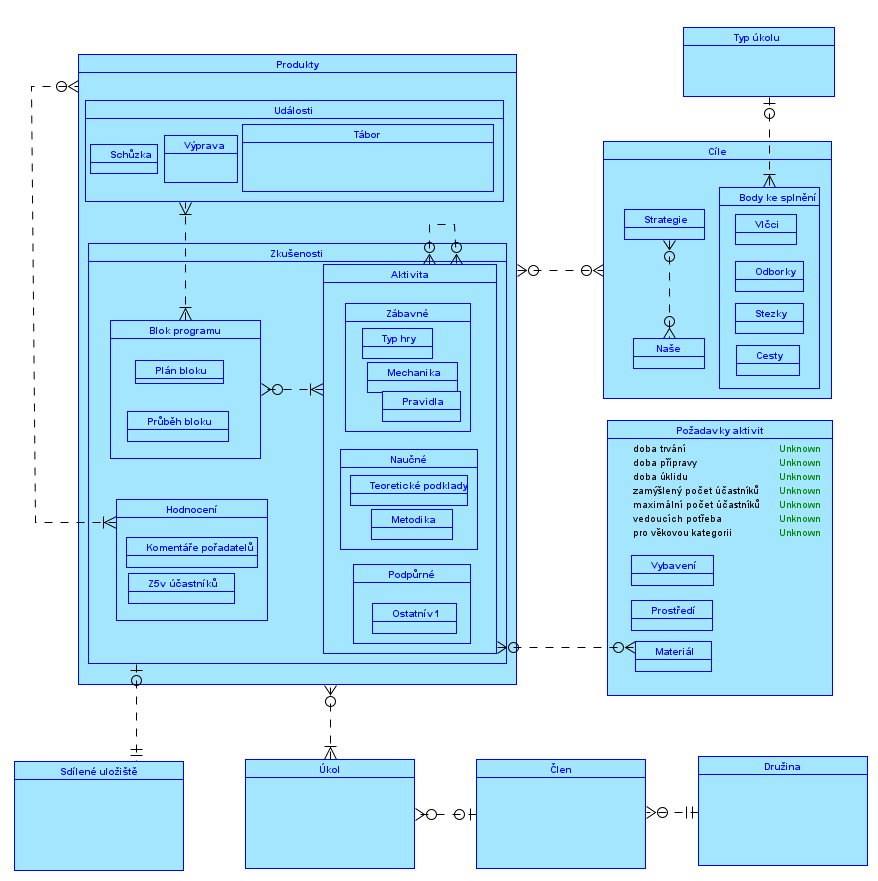 Typ úkolu
Produkty
Události
Schůzka
Výprava
Tábor
Zkušenosti
Blok programu
Plán bloku
Průběh bloku
Hodnocení
Komentáře pořadatelů
Z5v účastníků
Aktivita
Zábavné
Typ hry
Mechanika
Pravidla
Naučné
Teoretické podklady
Metodika
Podpůrné
Ostatní v1
Cíle
Strategie
Naše
Body ke splnění
Vlčci
Odborky
Stezky
Cesty
Požadavky aktivit
doba trvání Unknown
doba přípravy Unknown
doba úklidu Unknown
zamýšlený počet účastníků Unknown
maximální počet účastníků Unknown
vedoucích potřeba Unknown
pro věkovou kategorii Unknown
Vybavení
Prostředí
Materiál
Sdílené uložiště
Úkol
Člen
Družina